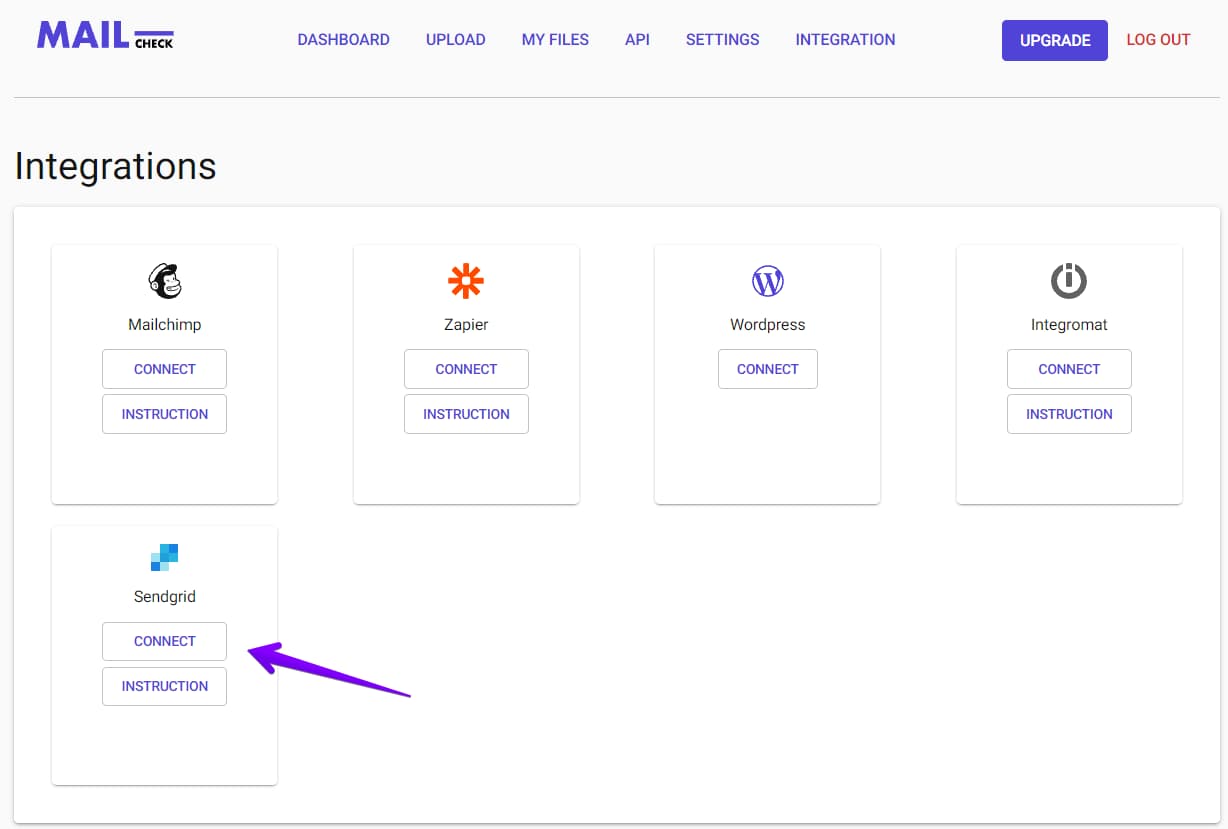 MAIL CHECK
DASHBOARD UPLOAD MY FILES API SETTINGS INTEGRATION UPGRADE LOG OUT
Integrations
Mailchimp
CONNECT
INSTRUCTION
Zapier
CONNECT
INSTRUCTION
Wordpress
CONNECT
Integromat
CONNECT
INSTRUCTION
Sendgrid
CONNECT
INSTRUCTION